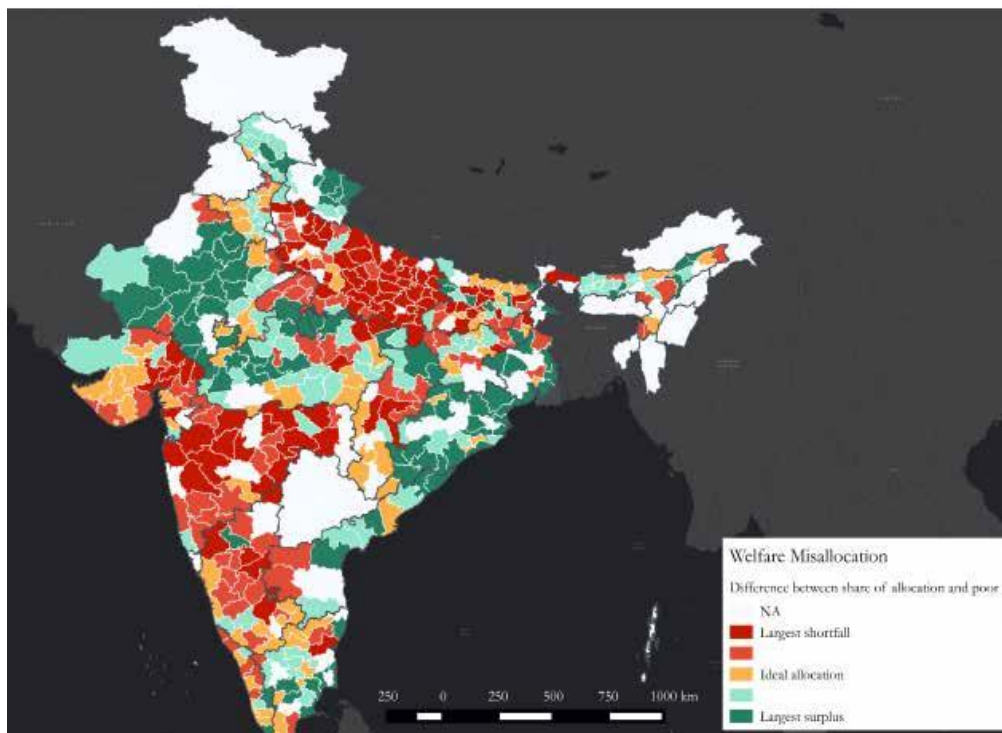 Welfare Misallocation
Difference between share of allocation and poor
NA
Largest shortfall
Ideal allocation
Largest surplus
250 0 250 500 750 1000 km